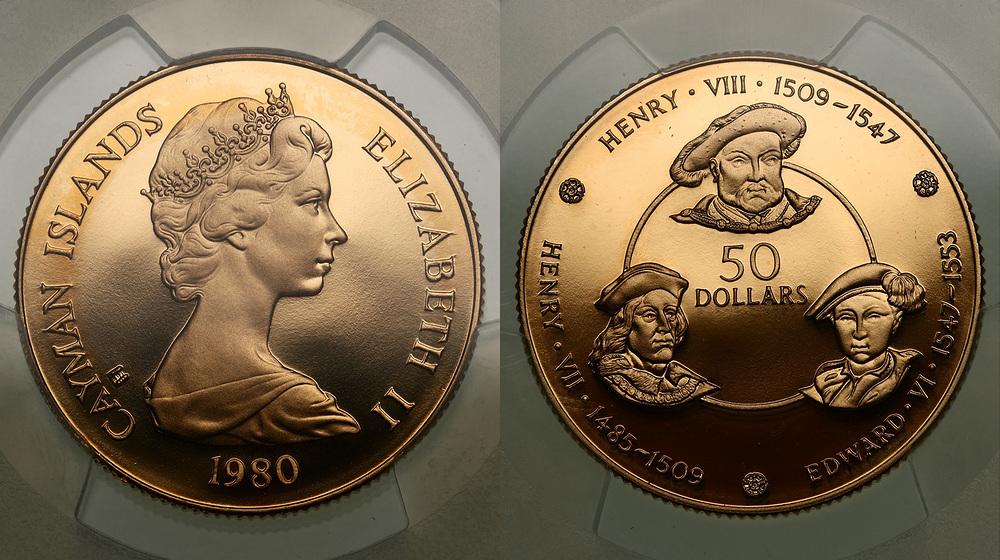 CAYMAN ISLANDS
ELIZABETH II
1980
HENRY · VIII · 1509~1547
50
DOLLARS
HENRY · VII · 1485~1509
EDWARD · VI · 1547~1553